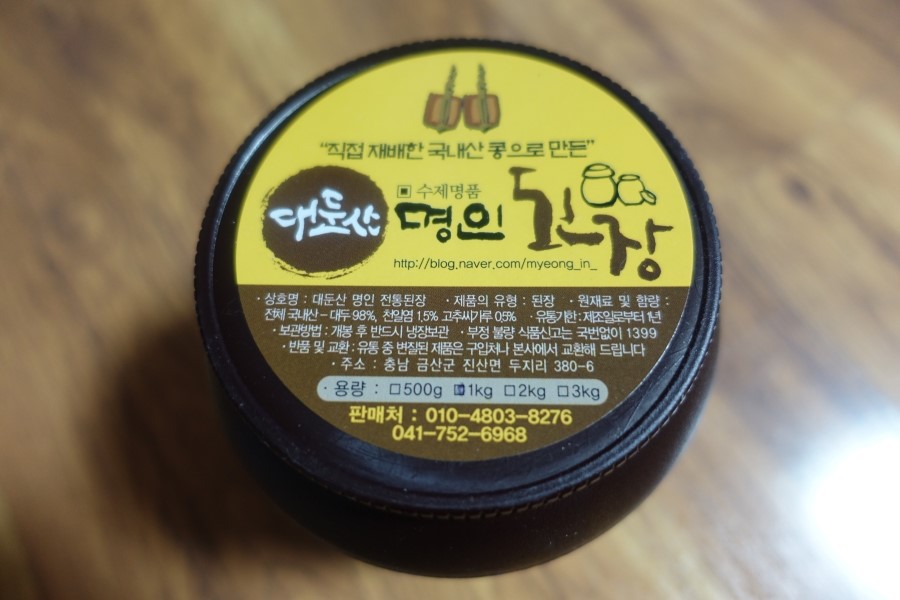 “직접 재배한 국내산 콩으로 만든”
대둔산
▣ 수제명품
명인 된장
http://blog.naver.com/myeong_in_
· 상호명 : 대둔산 명인 전통된장 · 제품의 유형 : 된장 · 원재료 및 함량 :
전체 국내산 - 대두 98%, 천일염 1.5% 고추씨가루 0.5% · 유통기한 : 제조일로부터 1년
· 보관방법 : 개봉 후 반드시 냉장보관 · 부정 불량 식품신고는 국번없이 1399
· 반품 및 교환 : 유통 중 변질된 제품은 구입처나 본사에서 교환해 드립니다
· 주소 : 충남 금산군 진산면 두지리 380-6
· 용량 : □500g ■1kg □2kg □3kg
판매처 : 010-4803-8276
041-752-6968